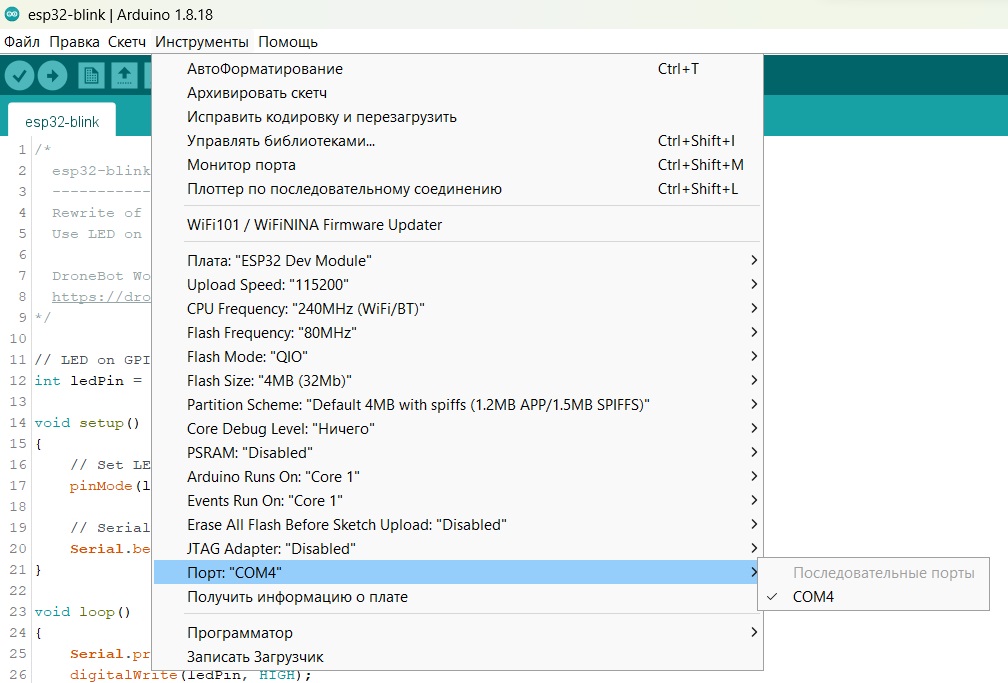 esp32-blink | Arduino 1.8.18
Файл Правка Скетч Инструменты Помощь
АвтоФорматирование Ctrl+T
Архивировать скетч
Исправить кодировку и перезагрузить
Управлять библиотеками... Ctrl+Shift+I
Монитор порта Ctrl+Shift+M
Плоттер по последовательному соединению Ctrl+Shift+L
WiFi101 / WiFiNINA Firmware Updater
Плата: "ESP32 Dev Module"
Upload Speed: "115200"
CPU Frequency: "240MHz (WiFi/BT)"
Flash Frequency: "80MHz"
Flash Mode: "QIO"
Flash Size: "4MB (32Mb)"
Partition Scheme: "Default 4MB with spiffs (1.2MB APP/1.5MB SPIFFS)"
Core Debug Level: "Ничего"
PSRAM: "Disabled"
Arduino Runs On: "Core 1"
Events Run On: "Core 1"
Erase All Flash Before Sketch Upload: "Disabled"
JTAG Adapter: "Disabled"
Порт: "COM4"
Получить информацию о плате
Программатор
Записать Загрузчик
Последовательные порты
COM4
esp32-blink
1 /*
2 esp32-blink
3 -----------
4 Rewrite of
5 Use LED on
6
7 DroneBot Wo
8 https://dro
9 */
10
11 // LED on GPI
12 int ledPin =
13
14 void setup()
15 {
16 // Set LE
17 pinMode(l
18
19 // Serial
20 Serial.be
21 }
22
23 void loop()
24 {
25 Serial.pr
26 digitalWrite(ledPin, HIGH);